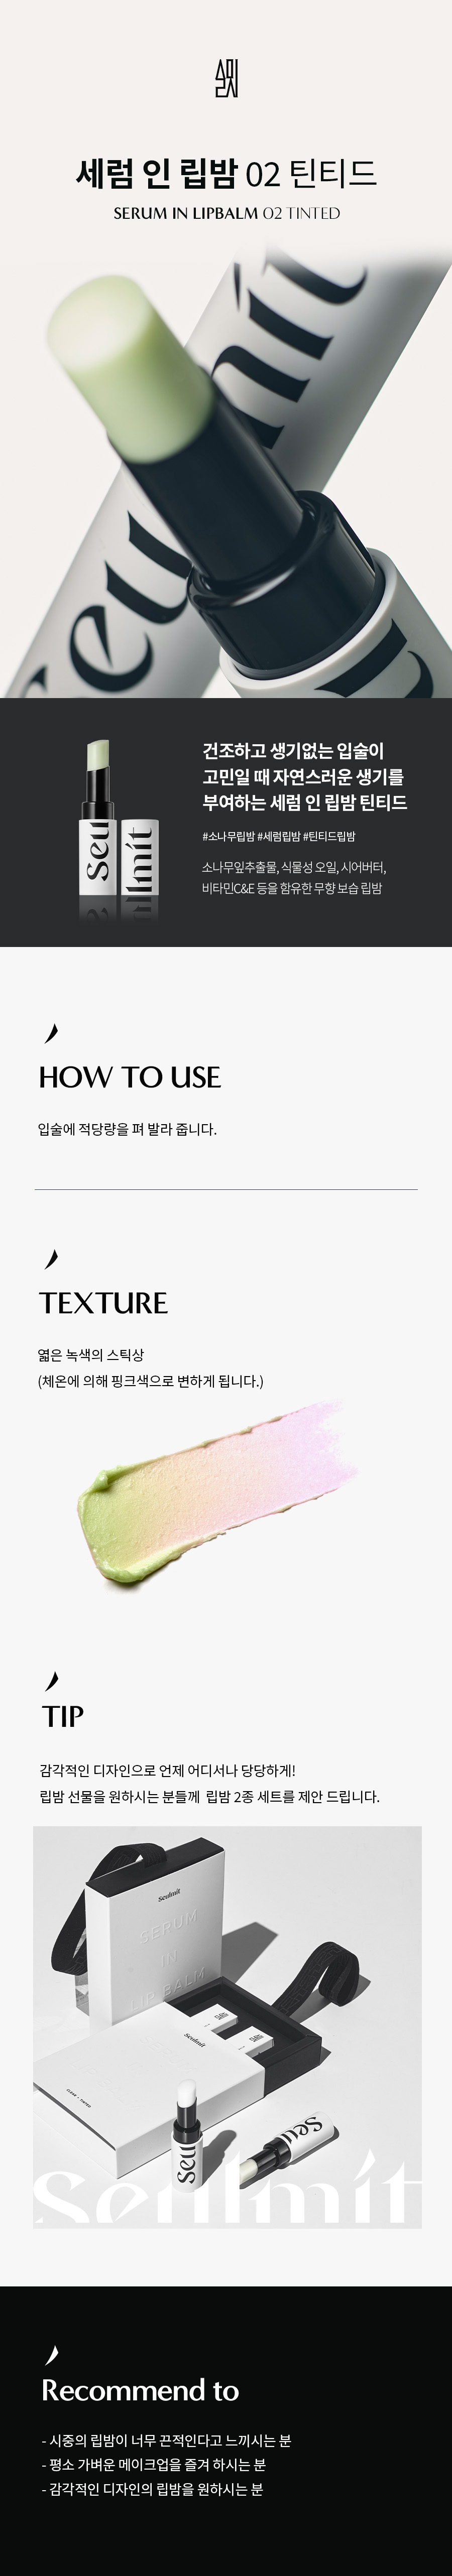 세럼 인 립밤 02 틴티드
SERUM IN LIPBALM 02 TINTED
Seu
건조하고 생기없는 입술이
고민일 때 자연스러운 생기를
부여하는 세럼 인 립밤 틴티드
#소나무립밤 #세럼립밤 #틴티드립밤
소나무잎추출물, 식물성 오일, 시어버터,
비타민C&E 등을 함유한 무향 보습 립밤
Seu
llmit
HOW TO USE
입술에 적당량을 펴 발라 줍니다.
TEXTURE
엷은 녹색의 스틱상
(체온에 의해 핑크색으로 변하게 됩니다.)
TIP
감각적인 디자인으로 언제 어디서나 당당하게!
립밤 선물을 원하시는 분들께 립밤 2종 세트를 제안 드립니다.
seulmit
SERUM
IN
LIP BALM
seulmit
CLEAR + TINTED
Seu
Seu
seulmit
Recommend to
- 시중의 립밤이 너무 끈적인다고 느끼시는 분
- 평소 가벼운 메이크업을 즐겨 하시는 분
- 감각적인 디자인의 립밤을 원하시는 분